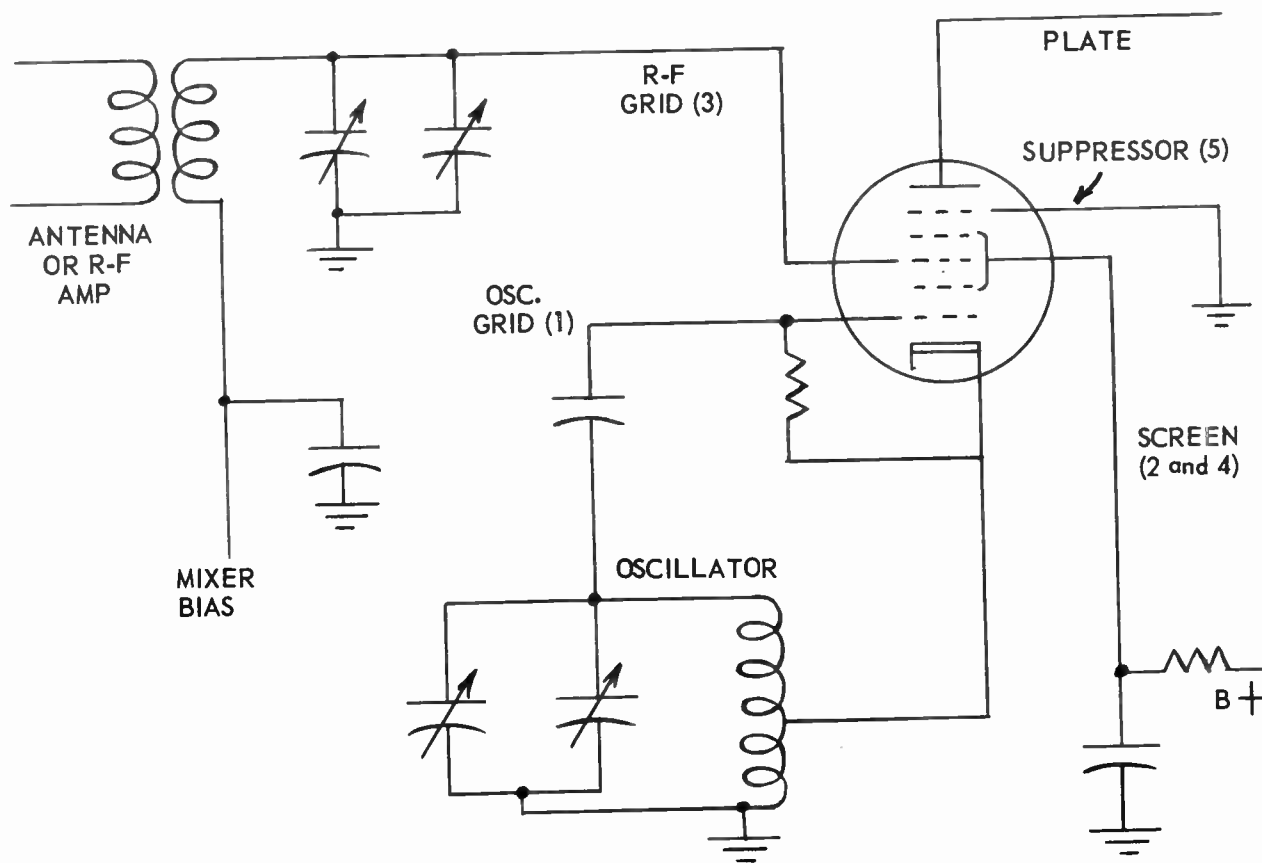 PLATE
R-F
GRID (3)
SUPPRESSOR (5)
ANTENNA
OR R-F
AMP
OSC.
GRID (1)
SCREEN
(2 and 4)
MIXER
BIAS
OSCILLATOR
B+